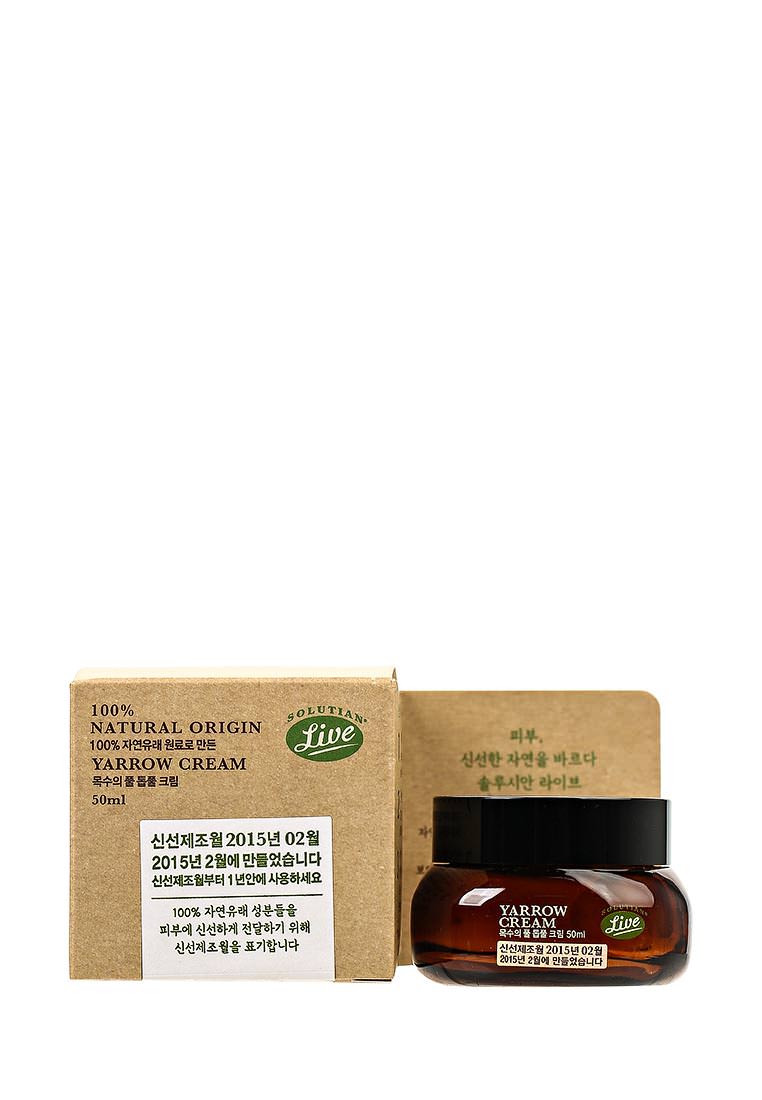 100%
NATURAL ORIGIN
100% 자연유래 원료로 만든
YARROW CREAM
목수의 풀 톱풀 크림
50ml
SOLUTIAN
Live
신선제조월 2015년 02월
2015년 2월에 만들었습니다
신선제조월부터 1년안에 사용하세요
100% 자연유래 성분들을
피부에 신선하게 전달하기 위해
신선제조월을 표기합니다
피부,
신선한 자연을 바르다
솔루시안 라이브
YARROW
CREAM
목수의 풀 톱풀 크림 50ml
SOLUTIAN
Live
신선제조월 2015년 02월
2015년 2월에 만들었습니다